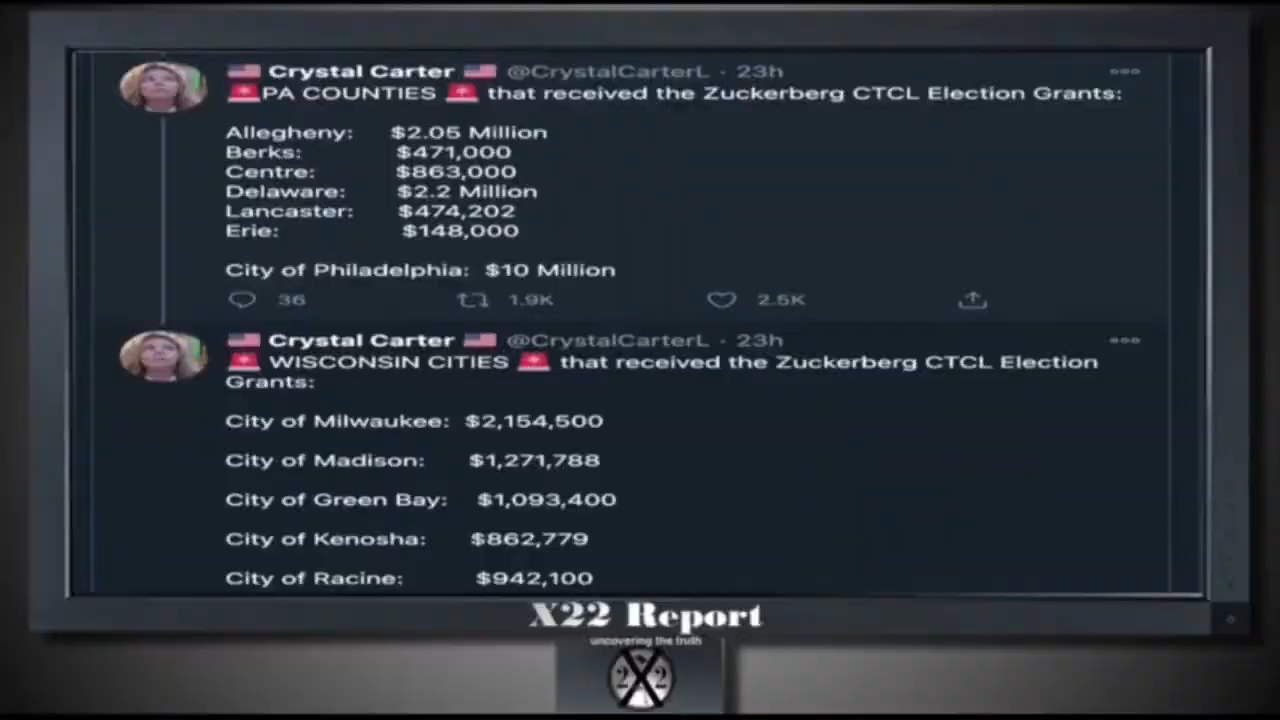 🇺🇸 Crystal Carter 🇺🇸 @CrystalCarterL · 23h
🚨PA COUNTIES 🚨 that received the Zuckerberg CTCL Election Grants:
Allegheny: $2.05 Million
Berks: $471,000
Centre: $863,000
Delaware: $2.2 Million
Lancaster: $474,202
Erie: $148,000
City of Philadelphia: $10 Million
36 1.9K 2.5K
🇺🇸 Crystal Carter 🇺🇸 @CrystalCarterL · 23h
🚨 WISCONSIN CITIES 🚨 that received the Zuckerberg CTCL Election
Grants:
City of Milwaukee: $2,154,500
City of Madison: $1,271,788
City of Green Bay: $1,093,400
City of Kenosha: $862,779
City of Racine: $942,100
X22 Report
uncovering the truth
2X2